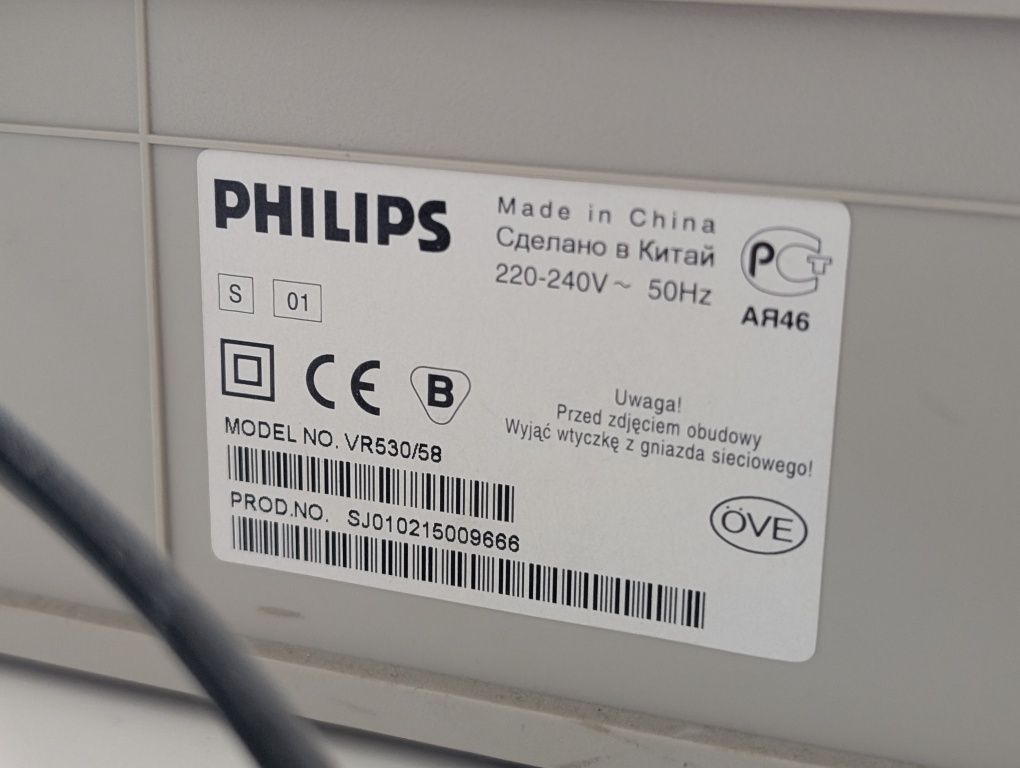 PHILIPS
Made in China
Сделано в Китай
220-240V ~ 50Hz
PCT
АЯ46
S 01
CE
B
Uwaga!
Przed zdjęciem obudowy
Wyjąć wtyczkę z gniazda sieciowego!
MODEL NO. VR530/58
PROD.NO. SJ010215009666
ÖVE